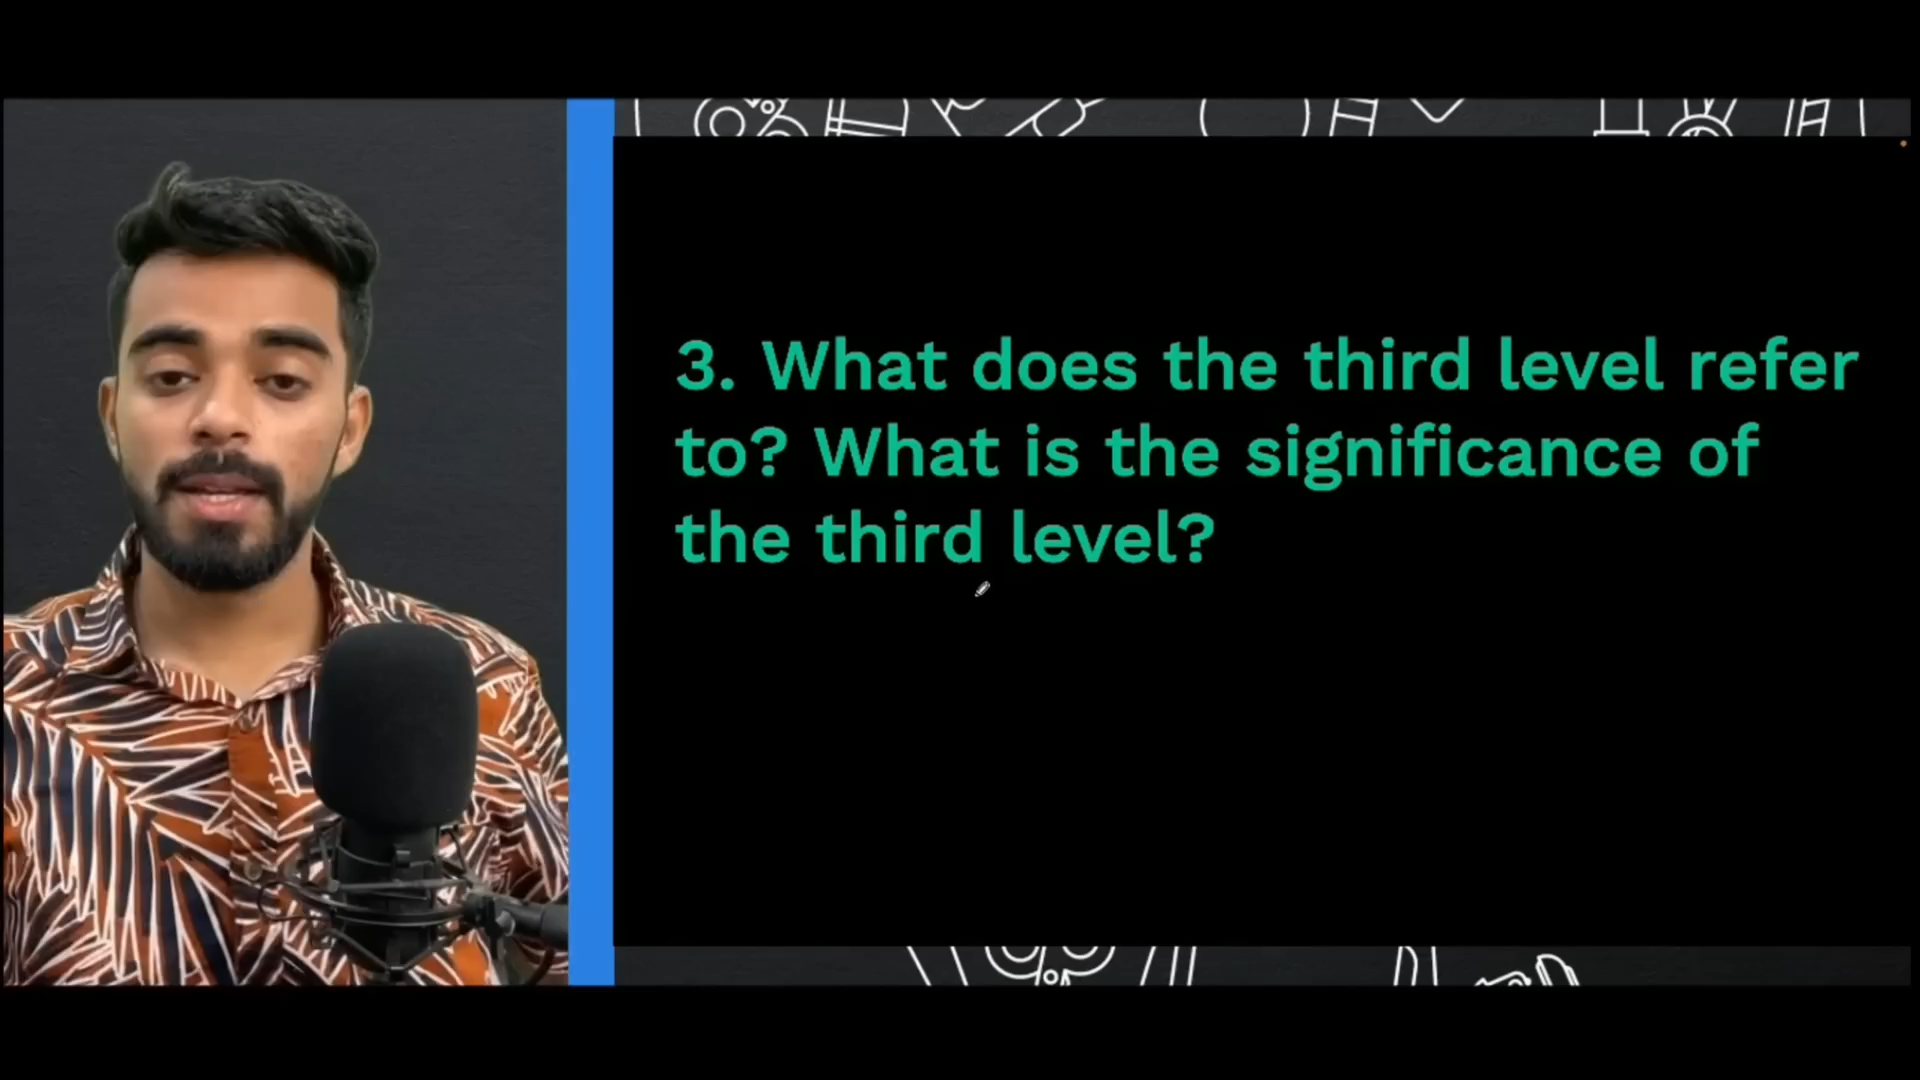 3. What does the third level refer
to? What is the significance of
the third level?